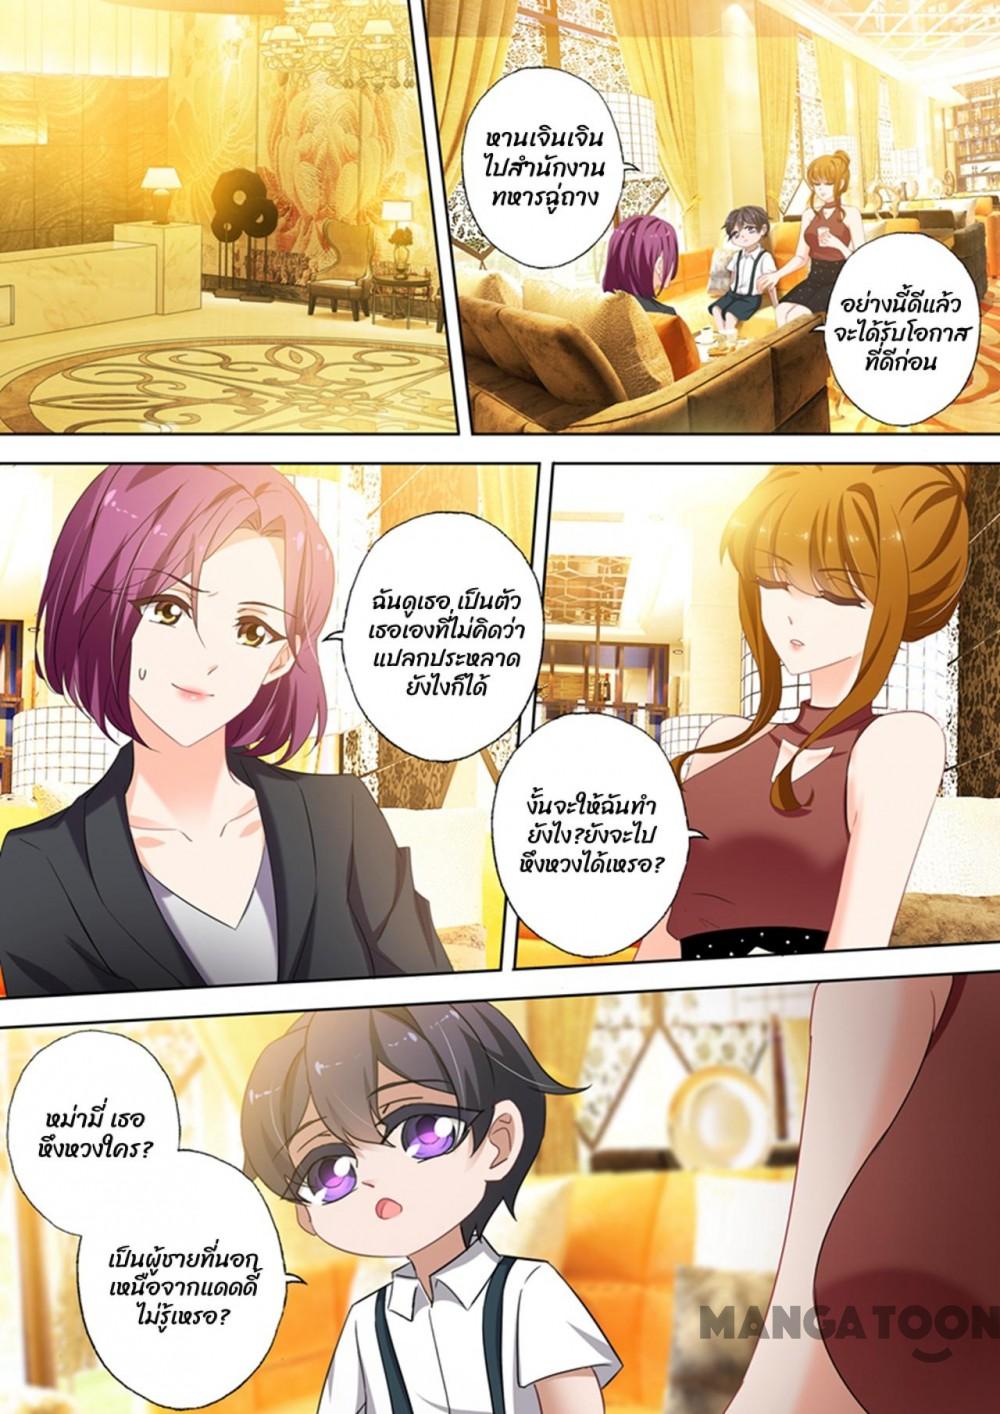 หานเจินเจิน
ไปสำนักงาน
ทหารฉู่ถาง
อย่างนี้ดีแล้ว
จะได้รับโอกาส
ที่ดีก่อน
ฉันดูเธอ เป็นตัว
เธอเองที่ไม่คิดว่า
แปลกประหลาด
ยังไงก็ได้
งั้นจะให้ฉันทำ
ยังไง?ยังจะไป
หึงหวงได้เหรอ?
หม่ามี่ เธอ
หึงหวงใคร?
เป็นผู้ชายที่นอก
เหนือจากแดดดี้
ไม่รู้เหรอ?
MANGATOON